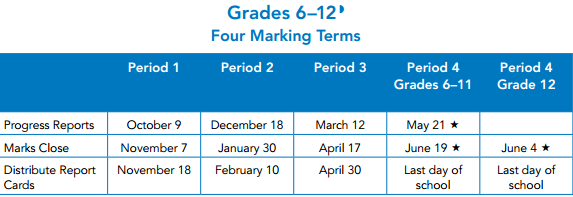 Grades 6–12◗
Four Marking Terms
Period 1 Period 2 Period 3 Period 4 Period 4
Grades 6–11 Grade 12
Progress Reports October 9 December 18 March 12 May 21 ★
Marks Close November 7 January 30 April 17 June 19 ★ June 4 ★
Distribute Report November 18 February 10 April 30 Last day of Last day of
Cards school school